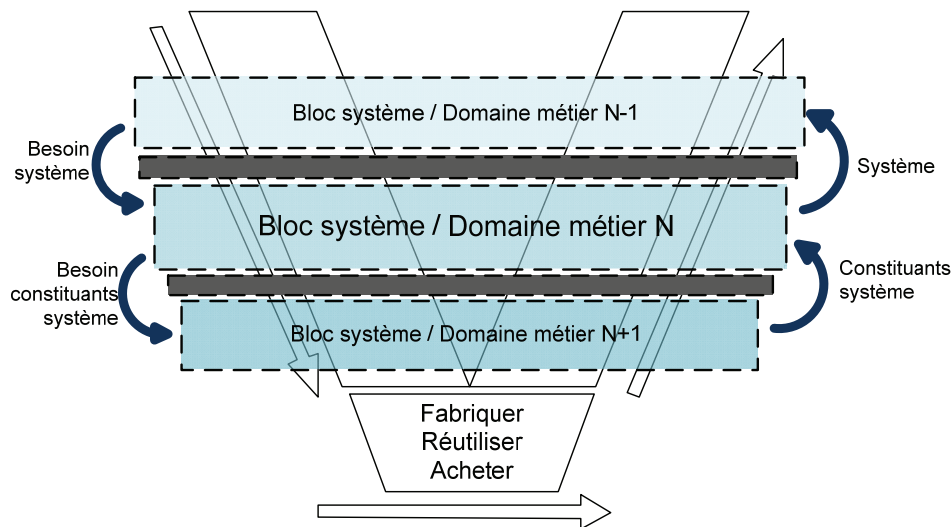 Bloc système / Domaine métier N-1
Besoin
système
Système
Bloc système / Domaine métier N
Besoin
constituants
système
Constituants
système
Bloc système / Domaine métier N+1
Fabriquer
Réutiliser
Acheter